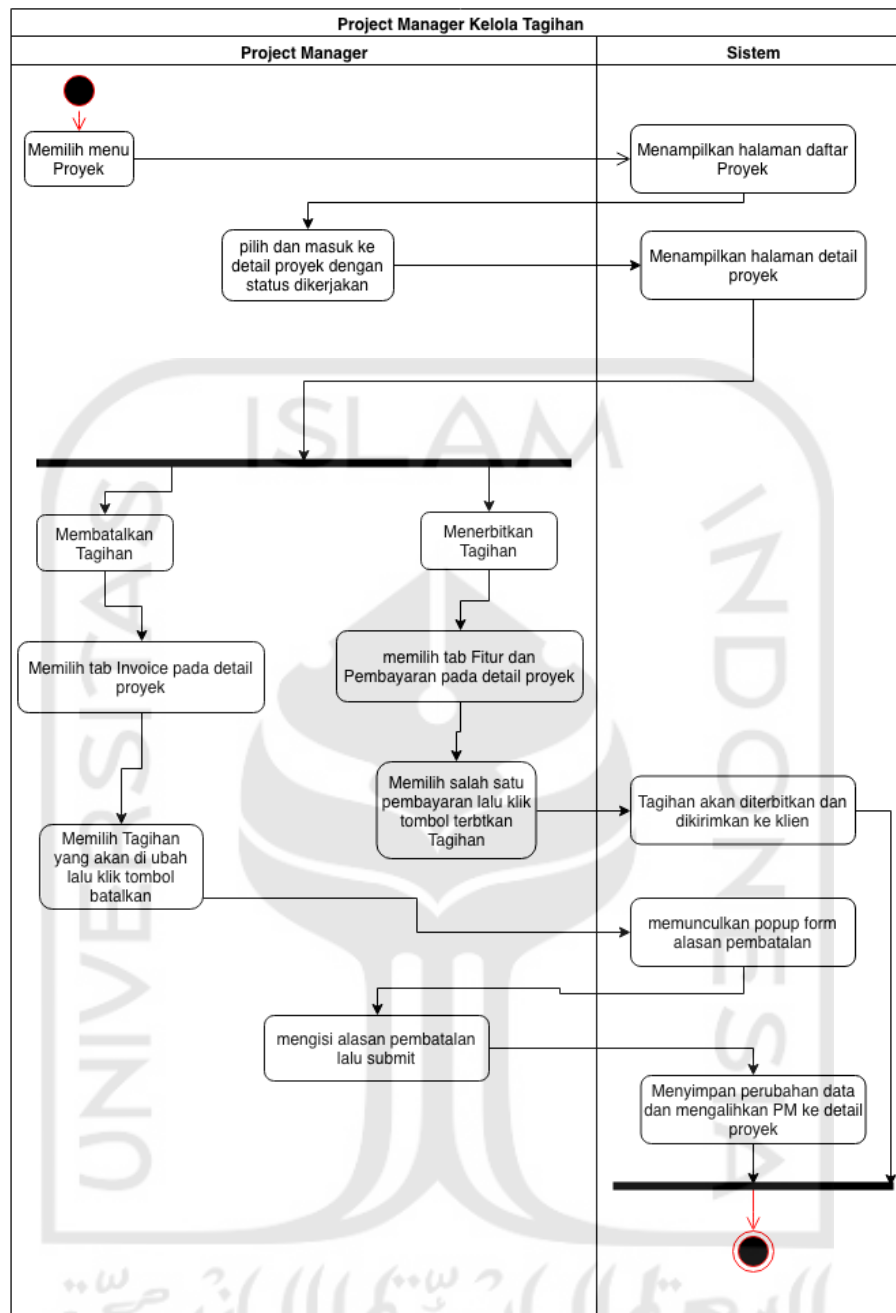 Project Manager Kelola Tagihan
Project Manager
Sistem
Memilih menu
Proyek
Menampilkan halaman daftar
Proyek
pilih dan masuk ke
detail proyek dengan
status dikerjakan
Menampilkan halaman detail
proyek
Membatalkan
Tagihan
Menerbitkan
Tagihan
Memilih tab Invoice pada detail
proyek
memilih tab Fitur dan
Pembayaran pada detail proyek
Memilih salah satu
pembayaran lalu klik
tombol terbtkan
Tagihan
Tagihan akan diterbitkan dan
dikirimkan ke klien
Memilih Tagihan
yang akan di ubah
lalu klik tombol
batalkan
memunculkan popup form
alasan pembatalan
mengisi alasan pembatalan
lalu submit
Menyimpan perubahan data
dan mengalihkan PM ke detail
proyek
UNIVERSITAS
ISLAM
INDONESIA